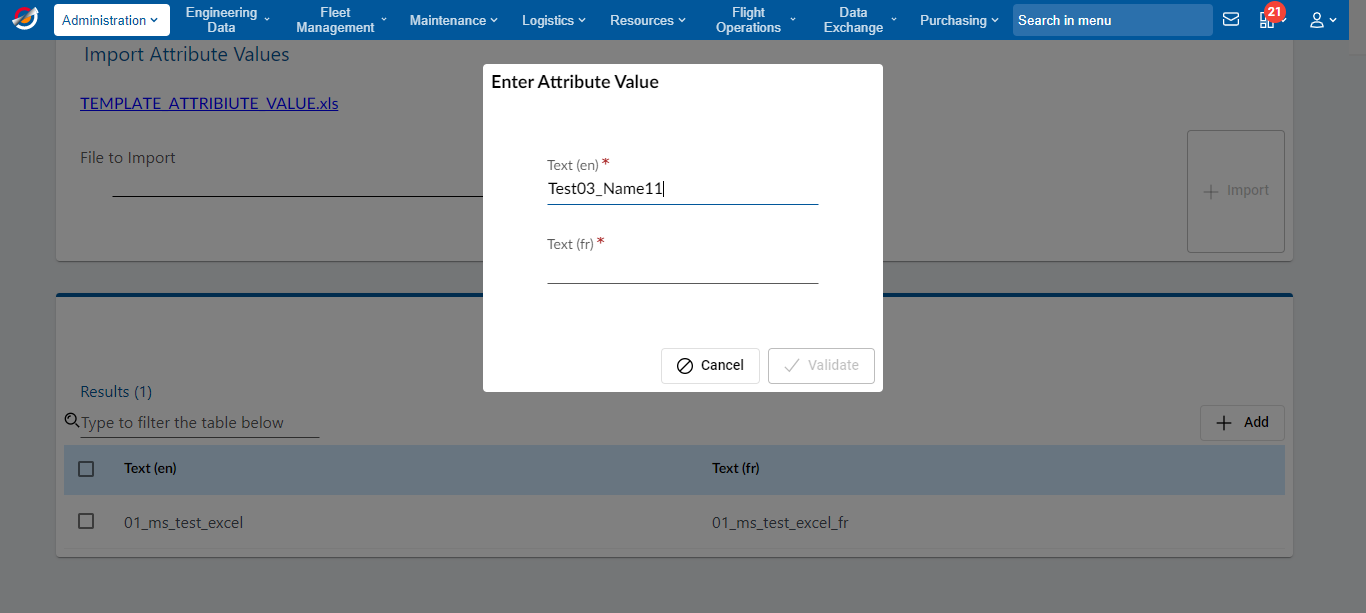 Administration
Engineering Data
Fleet Management
Maintenance
Logistics
Resources
Flight Operations
Data Exchange
Purchasing
Search in menu
21
Import Attribute Values
TEMPLATE_ATTRIBIUTE_VALUE.xls
File to Import
Import
Enter Attribute Value
Text (en) *
Test03_Name11
Text (fr) *
Cancel
Validate
Results (1)
Type to filter the table below
Add
Text (en) Text (fr)
01_ms_test_excel 01_ms_test_excel_fr